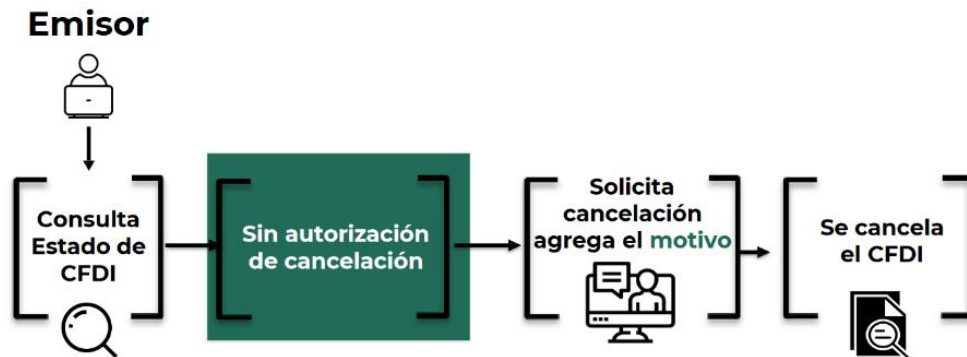 Emisor
Consulta
Estado de
CFDI
Sin autorización
de cancelación
Solicita
cancelación
agrega el motivo
Se cancela
el CFDI